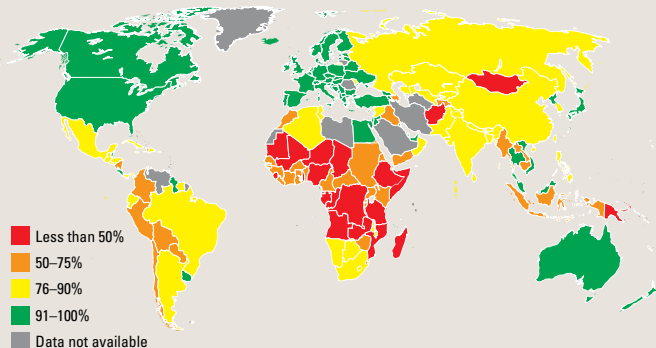 Less than 50%
50–75%
76–90%
91–100%
Data not available